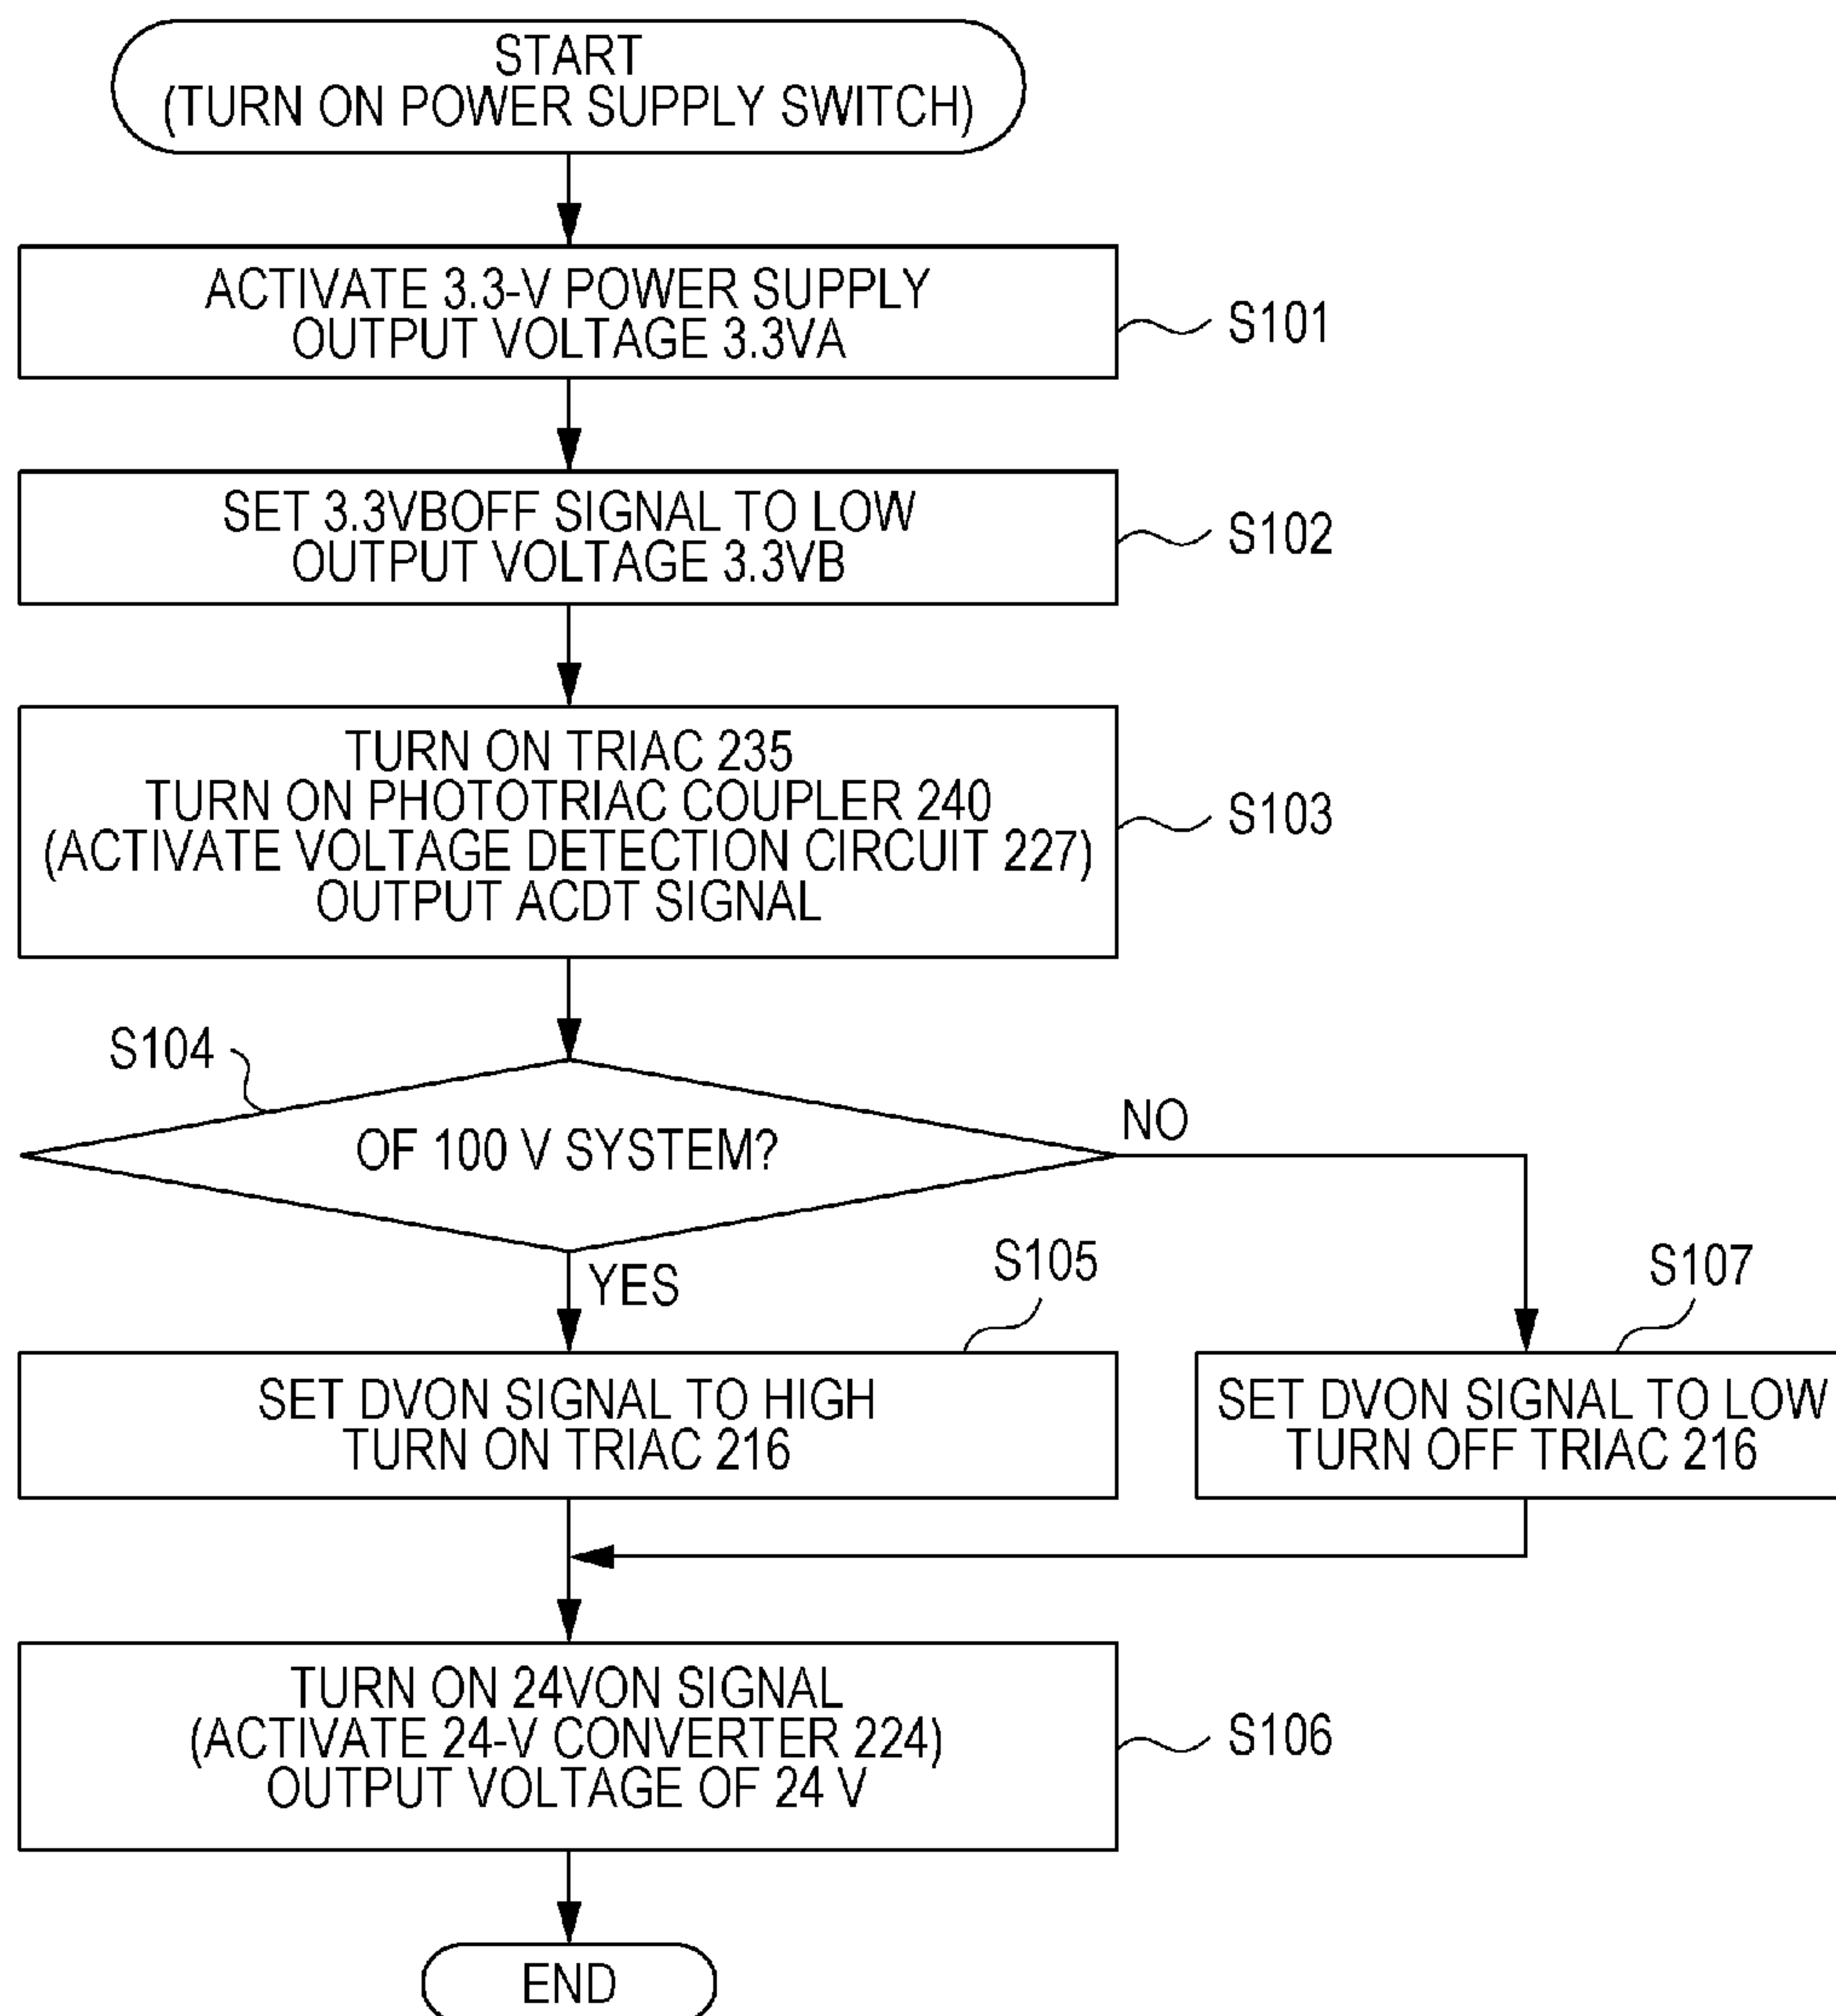 START
(TURN ON POWER SUPPLY SWITCH)
ACTIVATE 3.3-V POWER SUPPLY
OUTPUT VOLTAGE 3.3VA
S101
SET 3.3VBOFF SIGNAL TO LOW
OUTPUT VOLTAGE 3.3VB
S102
TURN ON TRIAC 235
TURN ON PHOTOTRIAC COUPLER 240
(ACTIVATE VOLTAGE DETECTION CIRCUIT 227)
OUTPUT ACDT SIGNAL
S103
S104
OF 100 V SYSTEM?
NO
YES
S105
SET DVON SIGNAL TO HIGH
TURN ON TRIAC 216
S107
SET DVON SIGNAL TO LOW
TURN OFF TRIAC 216
TURN ON 24VON SIGNAL
(ACTIVATE 24-V CONVERTER 224)
OUTPUT VOLTAGE OF 24 V
S106
END